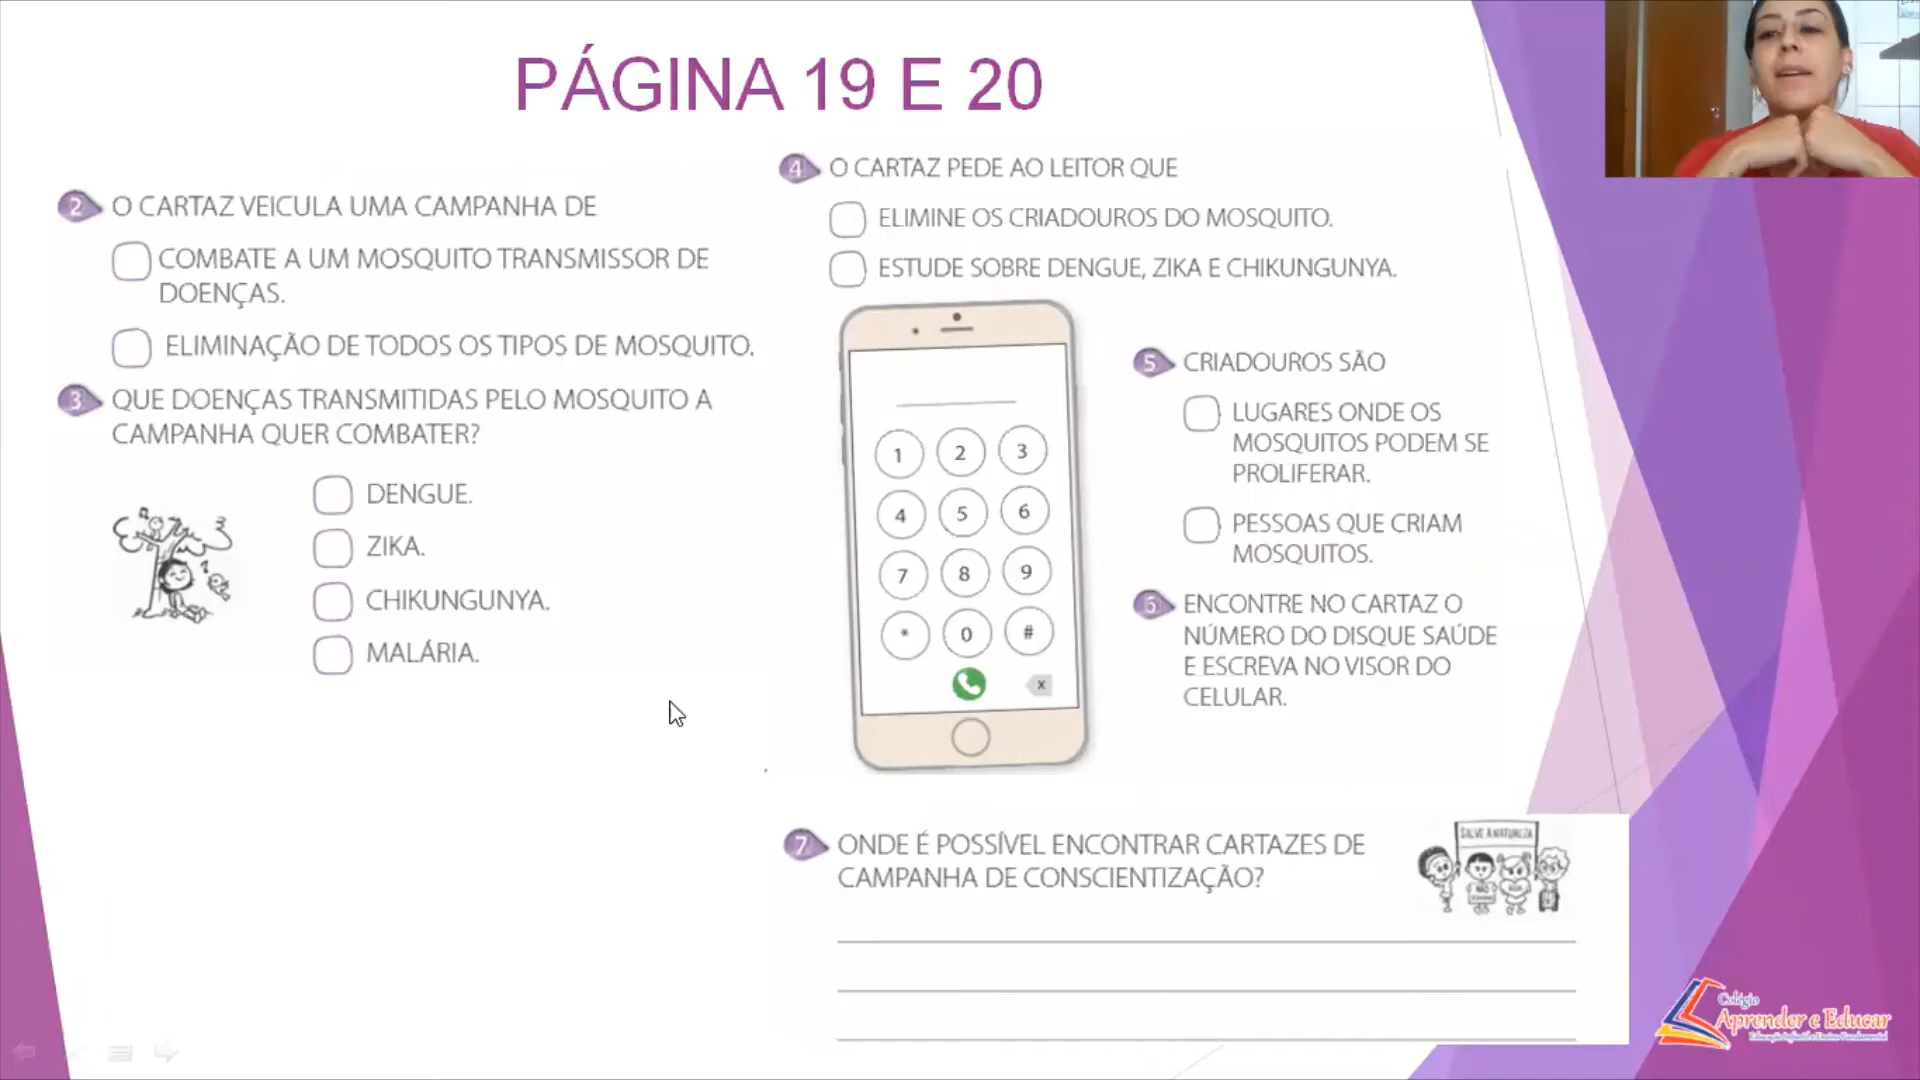 PÁGINA 19 E 20
2 O CARTAZ VEICULA UMA CAMPANHA DE
COMBATE A UM MOSQUITO TRANSMISSOR DE
DOENÇAS.
ELIMINAÇÃO DE TODOS OS TIPOS DE MOSQUITO.
3 QUE DOENÇAS TRANSMITIDAS PELO MOSQUITO A
CAMPANHA QUER COMBATER?
DENGUE.
ZIKA.
CHIKUNGUNYA.
MALÁRIA.
4 O CARTAZ PEDE AO LEITOR QUE
ELIMINE OS CRIADOUROS DO MOSQUITO.
ESTUDE SOBRE DENGUE, ZIKA E CHIKUNGUNYA.
1 2 3
4 5 6
7 8 9
* 0 #
x
5 CRIADOUROS SÃO
LUGARES ONDE OS
MOSQUITOS PODEM SE
PROLIFERAR.
PESSOAS QUE CRIAM
MOSQUITOS.
6 ENCONTRE NO CARTAZ O
NÚMERO DO DISQUE SAÚDE
E ESCREVA NO VISOR DO
CELULAR.
7 ONDE É POSSÍVEL ENCONTRAR CARTAZES DE
CAMPANHA DE CONSCIENTIZAÇÃO?
SALVE A NATUREZA
Colégio
Aprender e Educar
Educação Infantil e Ensino Fundamental